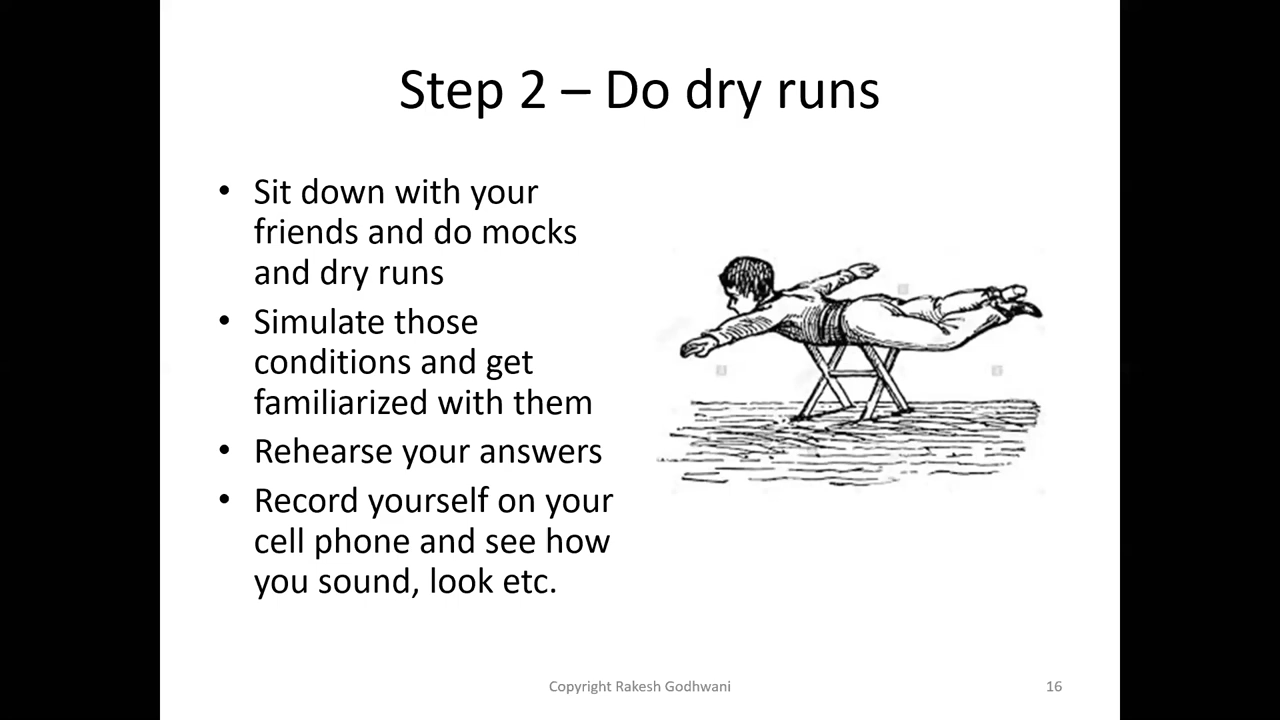 Step 2 – Do dry runs
• Sit down with your
friends and do mocks
and dry runs
• Simulate those
conditions and get
familiarized with them
• Rehearse your answers
• Record yourself on your
cell phone and see how
you sound, look etc.
Copyright Rakesh Godhwani
16